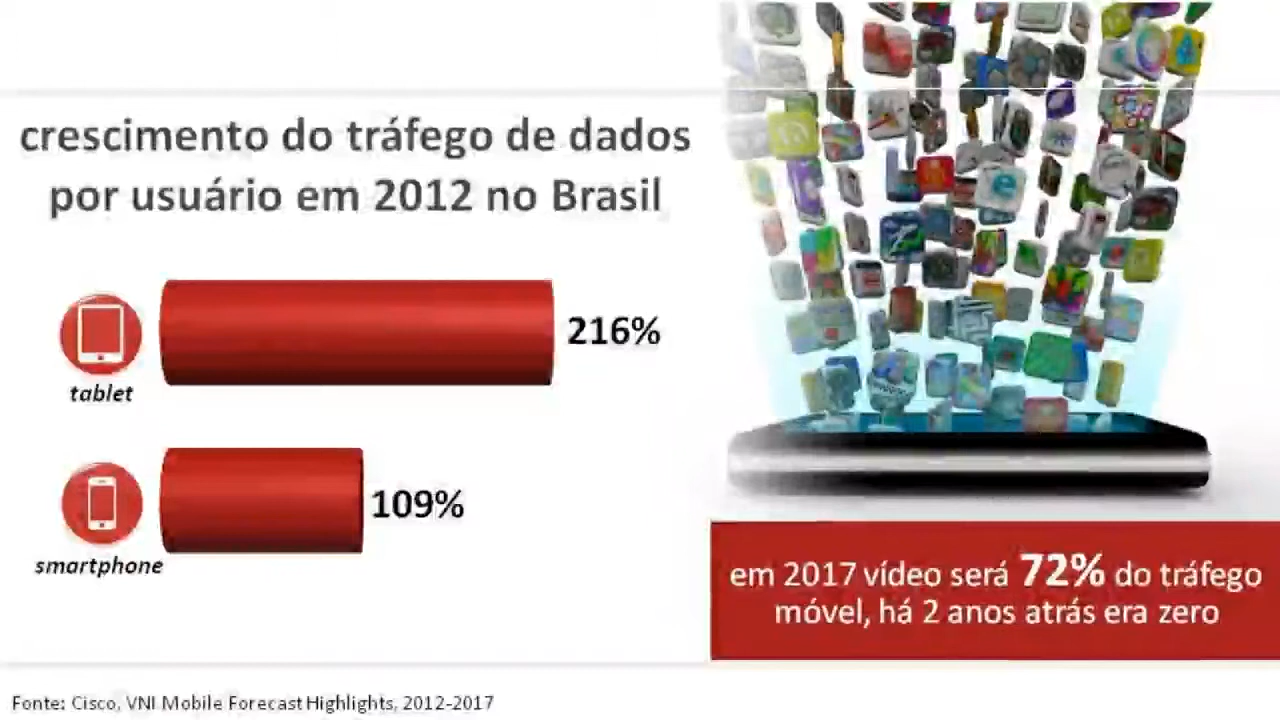 crescimento do tráfego de dados
por usuário em 2012 no Brasil
216%
tablet
109%
smartphone
em 2017 vídeo será 72% do tráfego
móvel, há 2 anos atrás era zero
Fonte: Cisco, VNI Mobile Forecast Highlights, 2012-2017